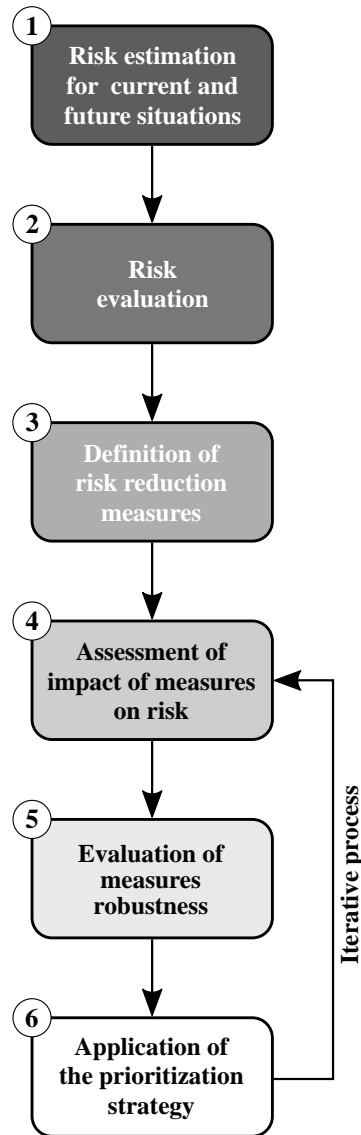 1
Risk estimation
for current and
future situations
2
Risk
evaluation
3
Definition of
risk reduction
measures
4
Assessment of
impact of measures
on risk
5
Evaluation of
measures
robustness
6
Application of
the prioritization
strategy
Iterative process